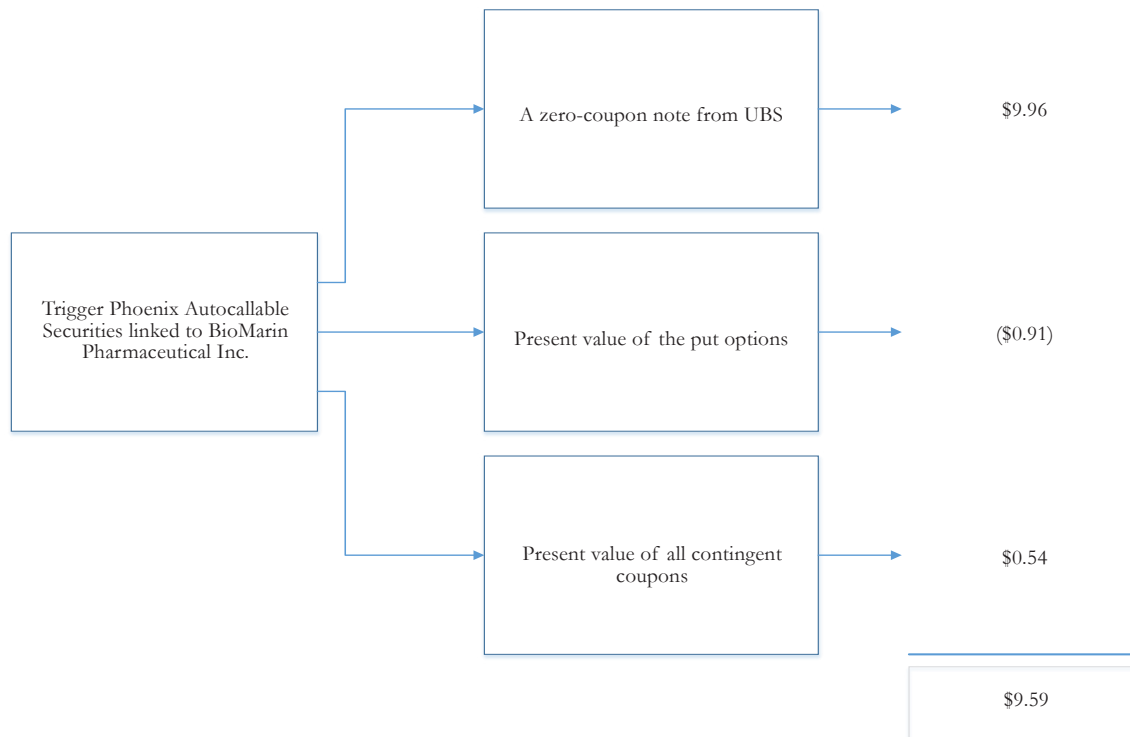 A zero-coupon note from UBS
$9.96
Trigger Phoenix Autocallable
Securities linked to BioMarin
Pharmaceutical Inc.
Present value of the put options
($0.91)
Present value of all contingent
coupons
$0.54
$9.59